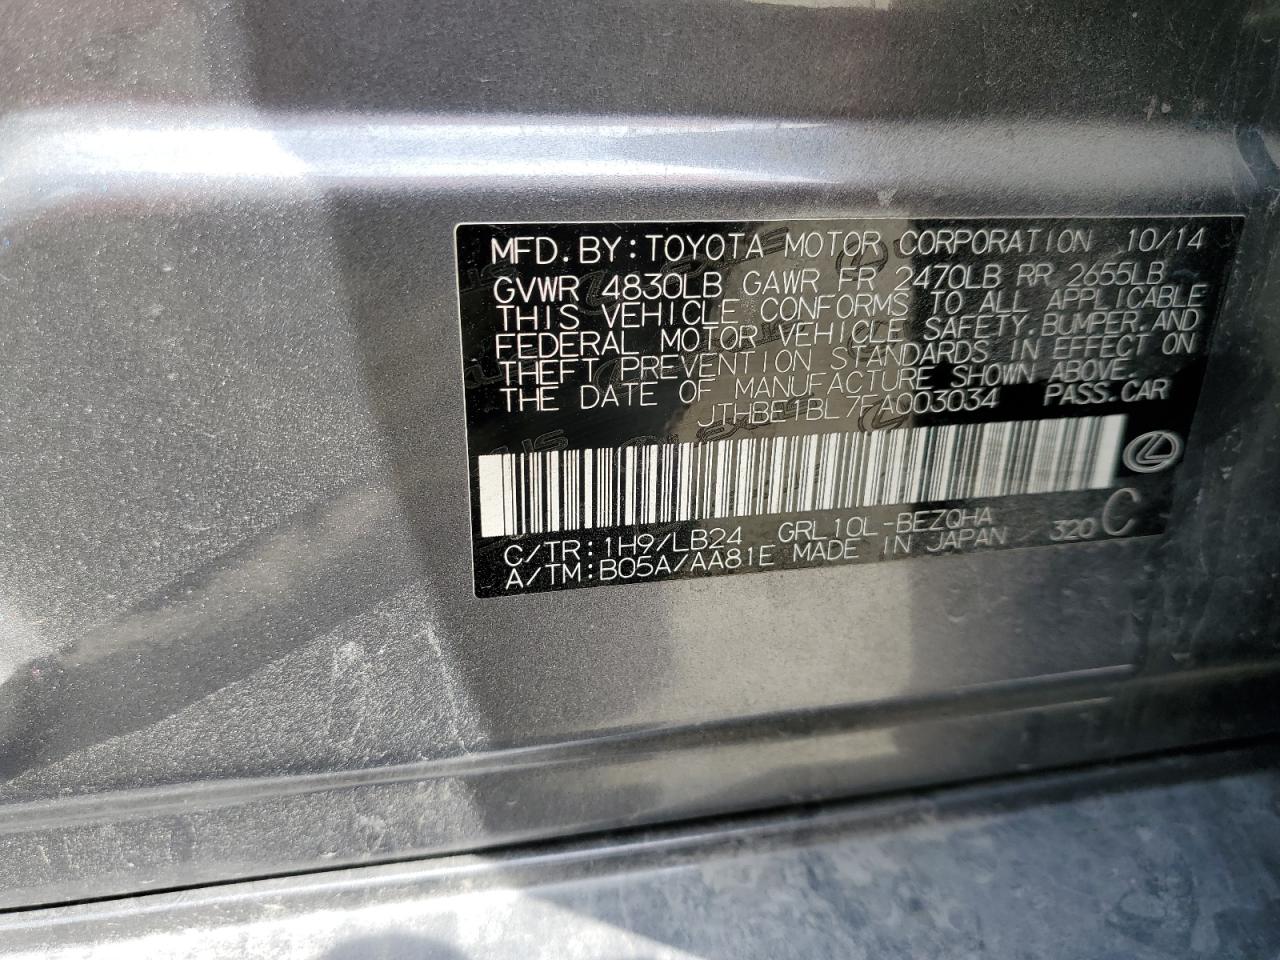 MFD.BY:TOYOTA MOTOR CORPORATION 10/14
GVWR 4830LB GAWR FR 2470LB RR 2655LB
THIS VEHICLE CONFORMS TO ALL APPLICABLE
FEDERAL MOTOR VEHICLE SAFETY,BUMPER,AND
THEFT PREVENTION STANDARDS IN EFFECT ON
THE DATE OF MANUFACTURE SHOWN ABOVE.
JTHBE1BL7FA003034 PASS.CAR
C/TR:1H9/LB24 GRL10L-BEZQHA
A/TM:B05A/AA81E MADE IN JAPAN 320 C